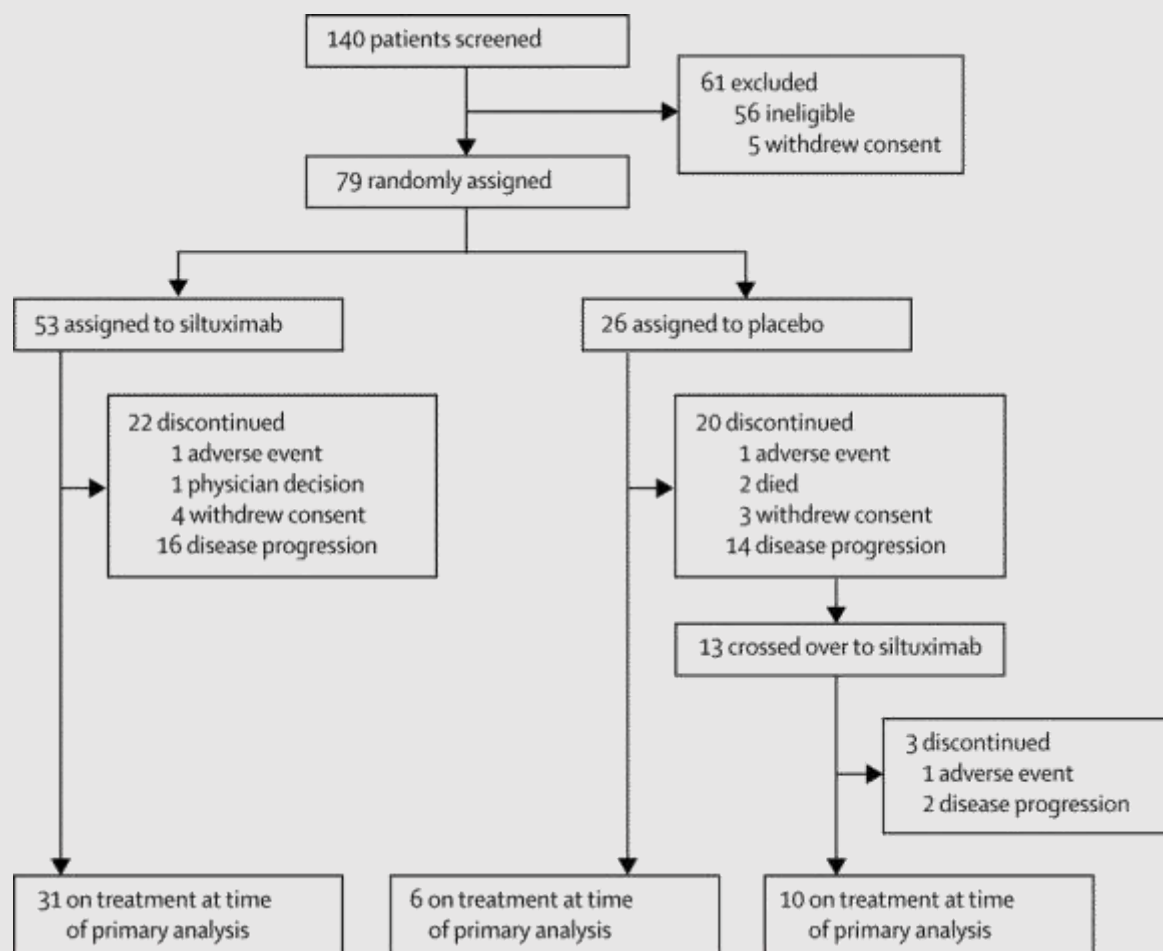 140 patients screened
61 excluded
56 ineligible
5 withdrew consent
79 randomly assigned
53 assigned to siltuximab
26 assigned to placebo
22 discontinued
1 adverse event
1 physician decision
4 withdrew consent
16 disease progression
20 discontinued
1 adverse event
2 died
3 withdrew consent
14 disease progression
13 crossed over to siltuximab
3 discontinued
1 adverse event
2 disease progression
31 on treatment at time
of primary analysis
6 on treatment at time
of primary analysis
10 on treatment at time
of primary analysis